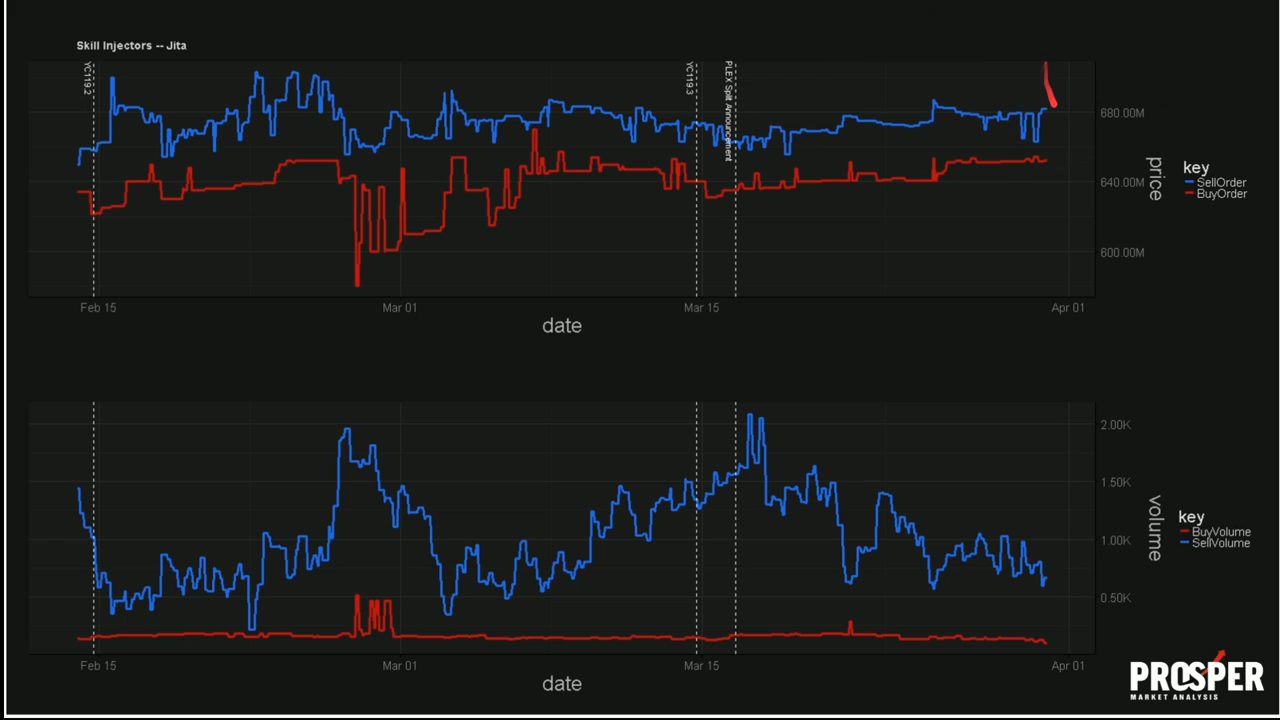 Skill Injectors -- Jita
YC119.2
YC119.3
PLEX Split Announcement
680.00M
640.00M
600.00M
price
key
SellOrder
BuyOrder
Feb 15
Mar 01
Mar 15
Apr 01
date
2.00K
1.50K
1.00K
0.50K
volume
key
BuyVolume
SellVolume
Feb 15
Mar 01
Mar 15
Apr 01
date
PROSPER
MARKET ANALYSIS